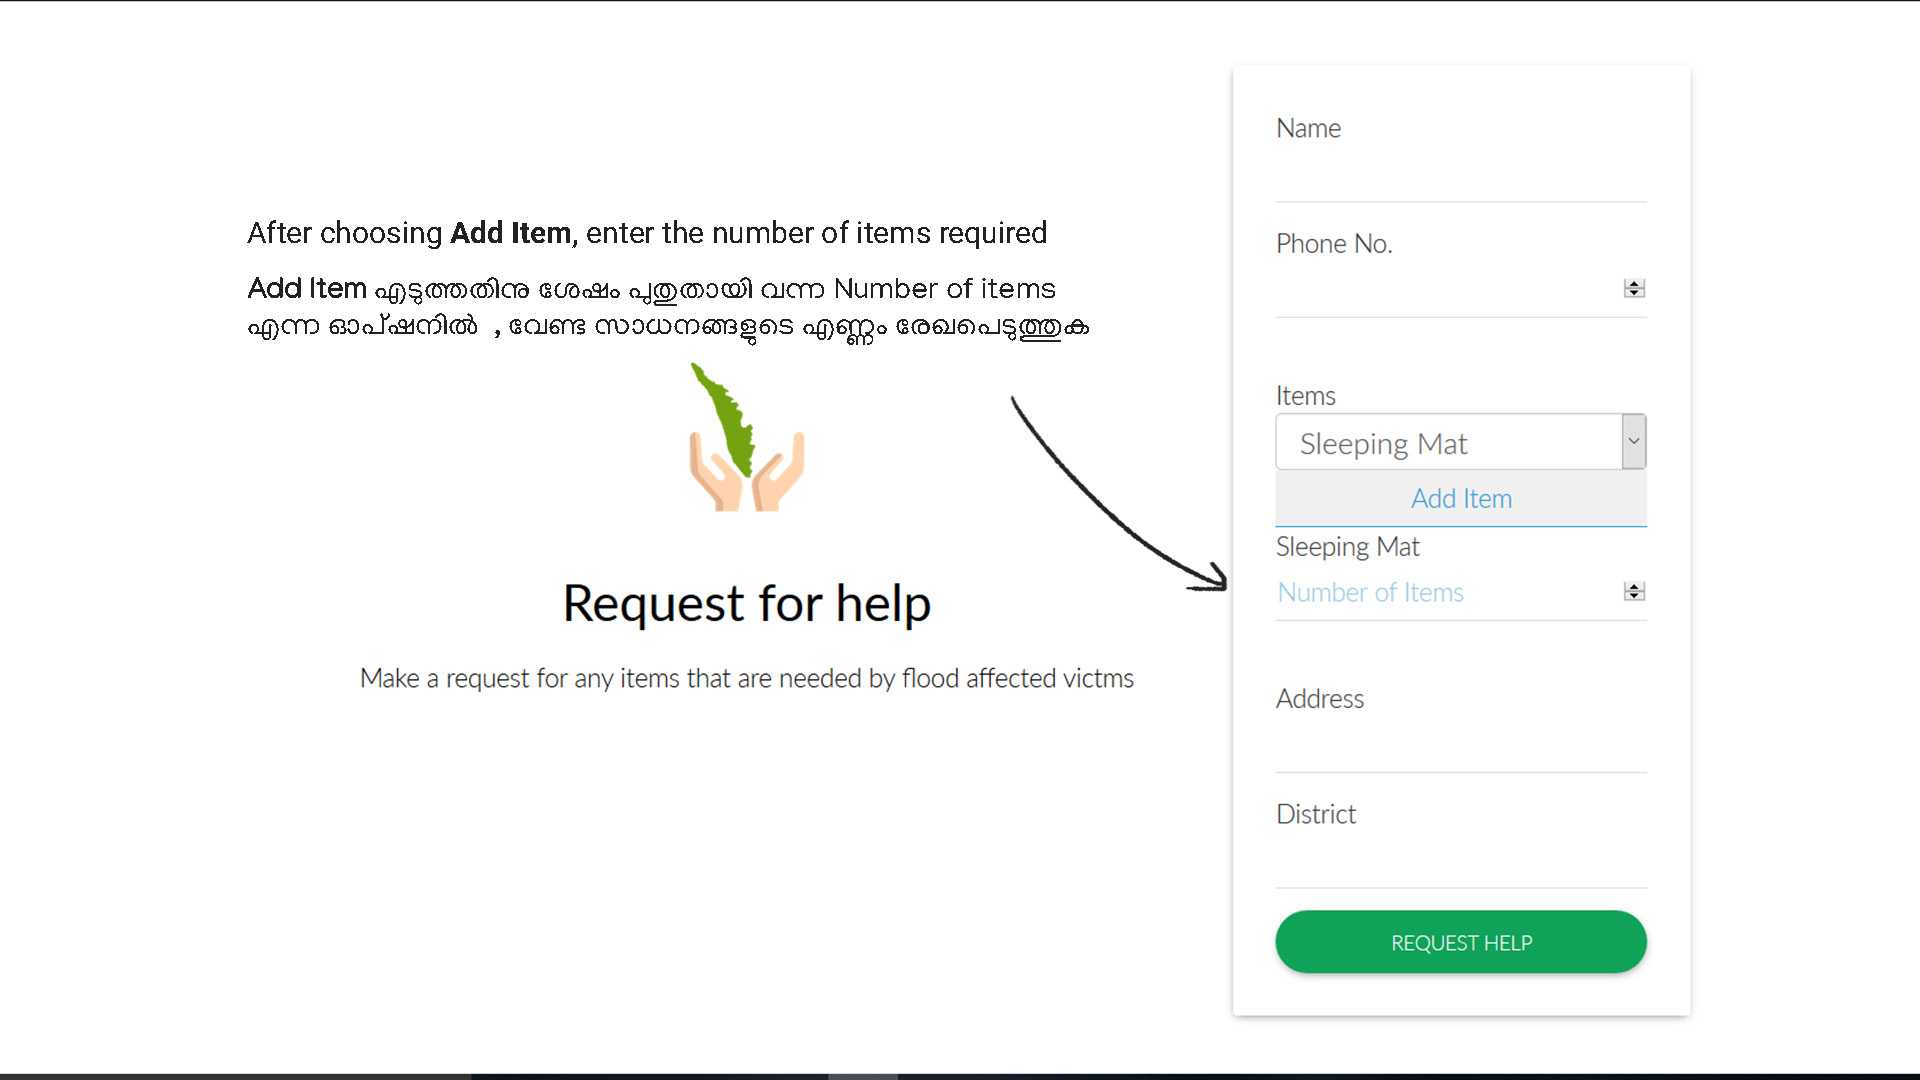 After choosing Add Item, enter the number of items required
Add Item എടുത്തതിനു ശേഷം പുതുതായി വന്ന Number of items
എന്ന ഓപ്ഷനിൽ , വേണ്ട സാധനങ്ങളുടെ എണ്ണം രേഖപെടുത്തുക
Request for help
Make a request for any items that are needed by flood affected victms
Name
Phone No.
Items
Sleeping Mat
Add Item
Sleeping Mat
Number of Items
Address
District
REQUEST HELP